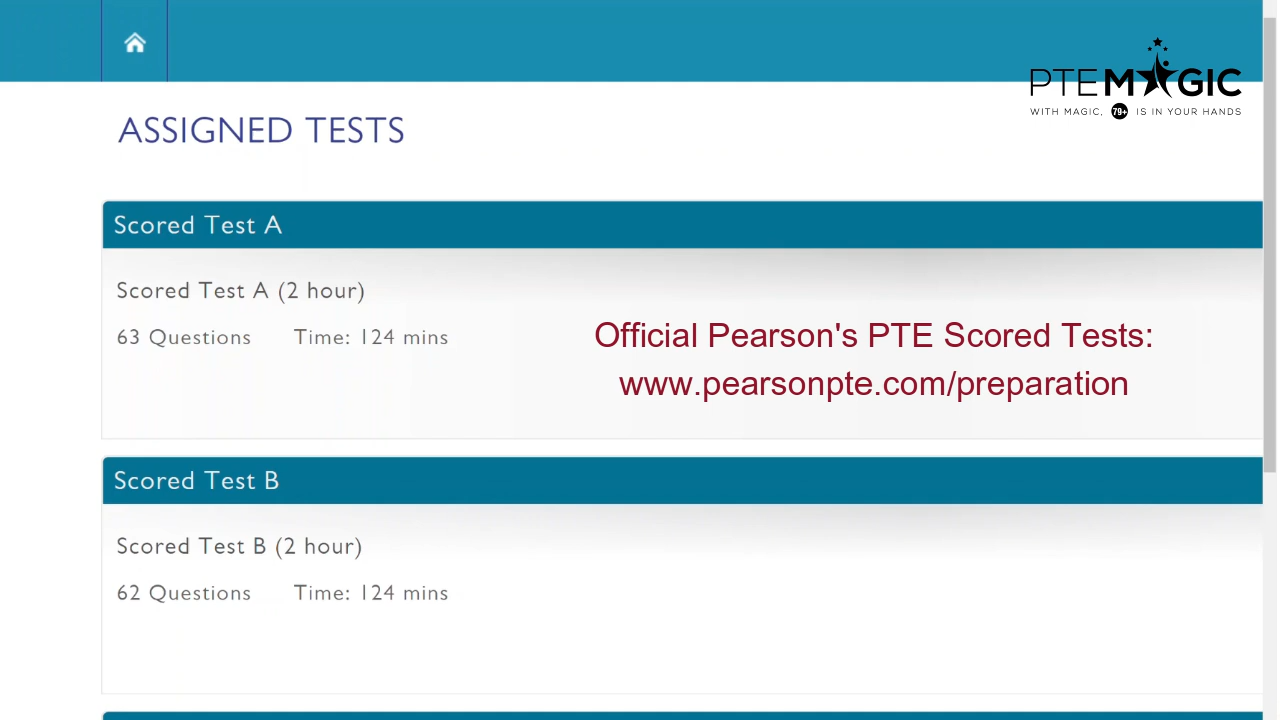 PTE MAGIC
WITH MAGIC, 79+ IS IN YOUR HANDS
ASSIGNED TESTS
Scored Test A
Scored Test A (2 hour)
63 Questions Time: 124 mins
Official Pearson's PTE Scored Tests:
www.pearsonpte.com/preparation
Scored Test B
Scored Test B (2 hour)
62 Questions Time: 124 mins